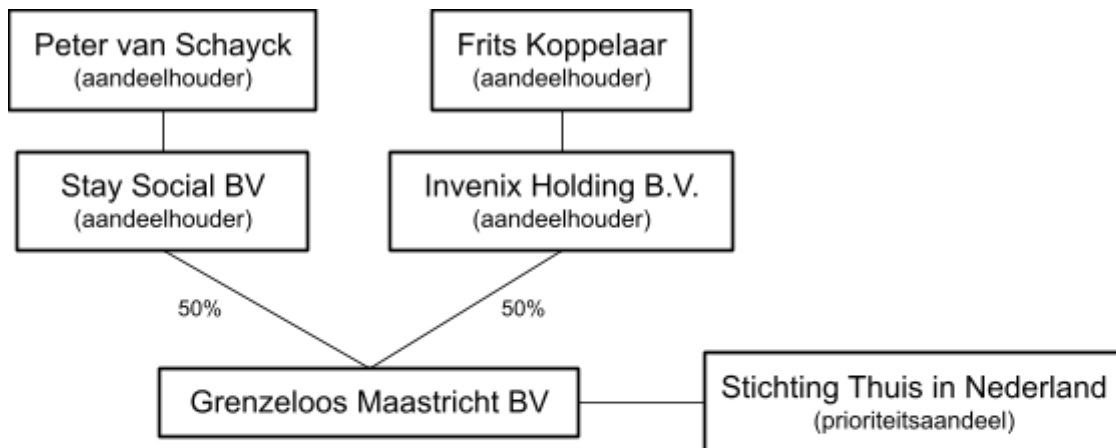 Peter van Schayck
(aandeelhouder)
Frits Koppelaar
(aandeelhouder)
Stay Social BV
(aandeelhouder)
Invenix Holding B.V.
(aandeelhouder)
50%
50%
Grenzeloos Maastricht BV
Stichting Thuis in Nederland
(prioriteitsaandeel)